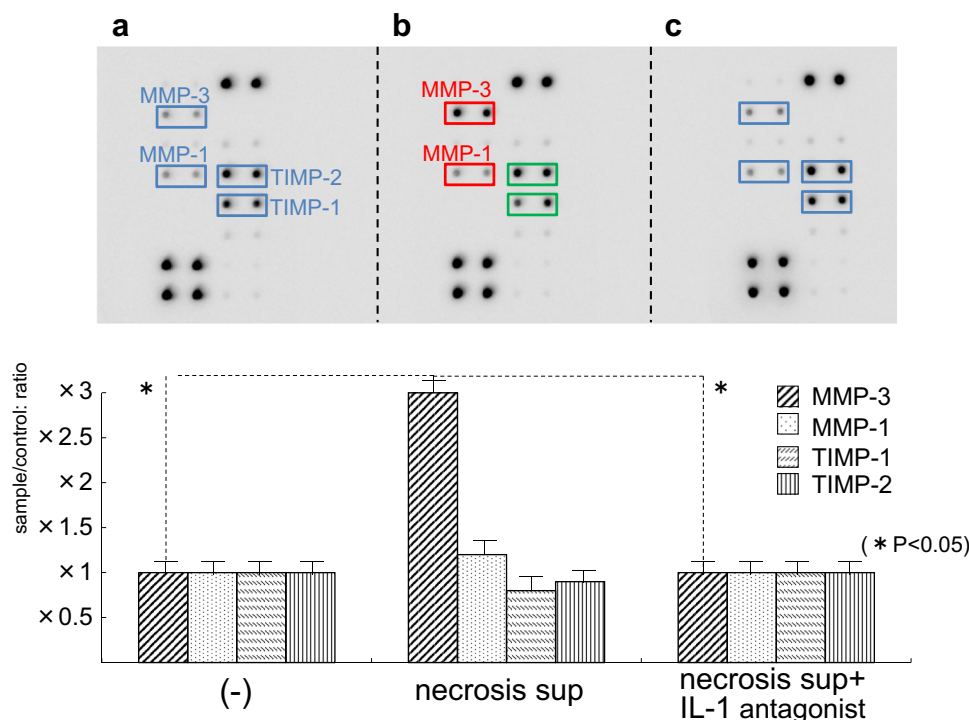 a
b
c
MMP-3
MMP-1
TIMP-2
TIMP-1
MMP-3
MMP-1
sample/control: ratio
×3
×2.5
×2
×1.5
×1
×0.5
*
*
MMP-3
MMP-1
TIMP-1
TIMP-2
(* P<0.05)
(-)
necrosis sup
necrosis sup+
IL-1 antagonist